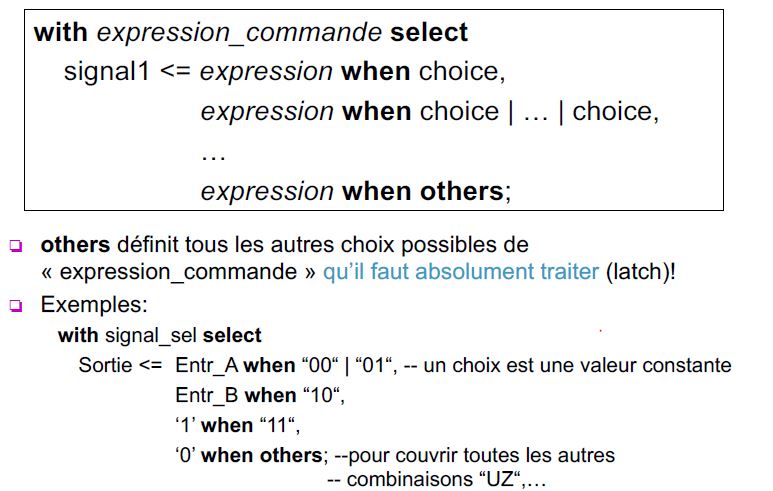 with expression_commande select
signal1 <= expression when choice,
expression when choice | … | choice,
…
expression when others;
others définit tous les autres choix possibles de
« expression_commande » qu’il faut absolument traiter (latch)!
Exemples:
with signal_sel select
Sortie <= Entr_A when “00“ | “01“, -- un choix est une valeur constante
Entr_B when “10“,
‘1’ when “11“,
‘0’ when others; --pour couvrir toutes les autres
-- combinaisons “UZ“,…